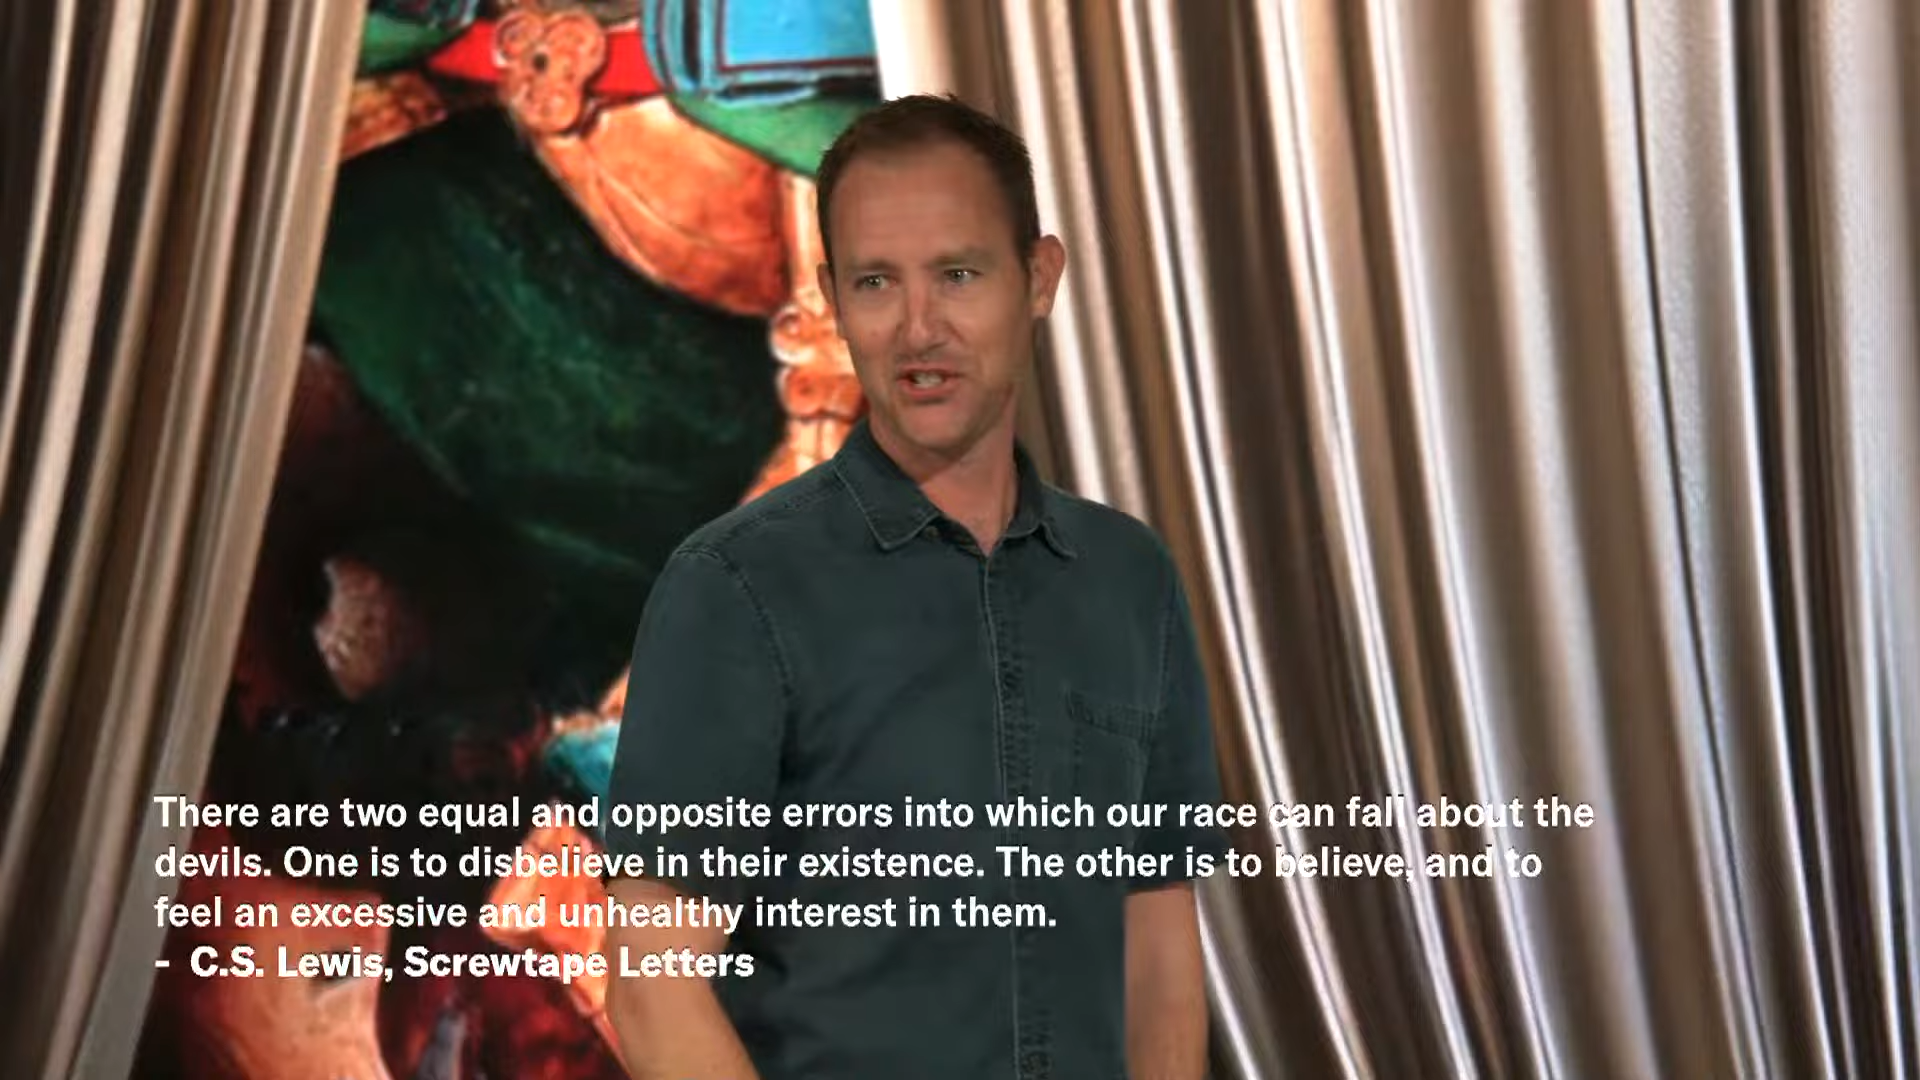 There are two equal and opposite errors into which our race can fall about the
devils. One is to disbelieve in their existence. The other is to believe, and to
feel an excessive and unhealthy interest in them.
- C.S. Lewis, Screwtape Letters